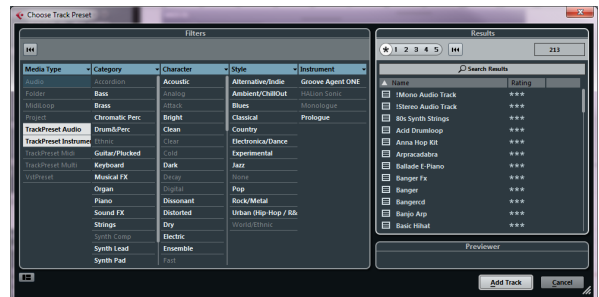 Choose Track Preset
Filters
Media Type Category Character Style Instrument
Audio Accordion Acoustic Alternative/Indie Groove Agent ONE
Folder Bass Analog Ambient/ChillOut HALion Sonic
MidiLoop Brass Attack Blues Monologue
Project Chromatic Perc Bright Classical Prologue
TrackPreset Audio Drum&Perc Clean Country
TrackPreset Instrume Ethnic Clear Electronica/Dance
TrackPreset Midi Guitar/Plucked Cold Experimental
TrackPreset Multi Keyboard Dark Jazz
VstPreset Musical FX Decay None
Organ Digital Pop
Piano Dissonant Rock/Metal
Sound FX Distorted Urban (Hip-Hop / R&
Strings Dry World/Ethnic
Synth Comp Electric
Synth Lead Ensemble
Synth Pad Fast
Results
1 2 3 4 5 213
Search Results
Name Rating
!Mono Audio Track ***
!Stereo Audio Track ***
80s Synth Strings ***
Acid Drumloop ***
Anna Hop Kit ***
Arpracadabra ***
Ballade E-Piano ***
Banger Fx ***
Banger ***
Bangercd ***
Banjo Arp ***
Basic Hihat ***
Previewer
Add Track Cancel